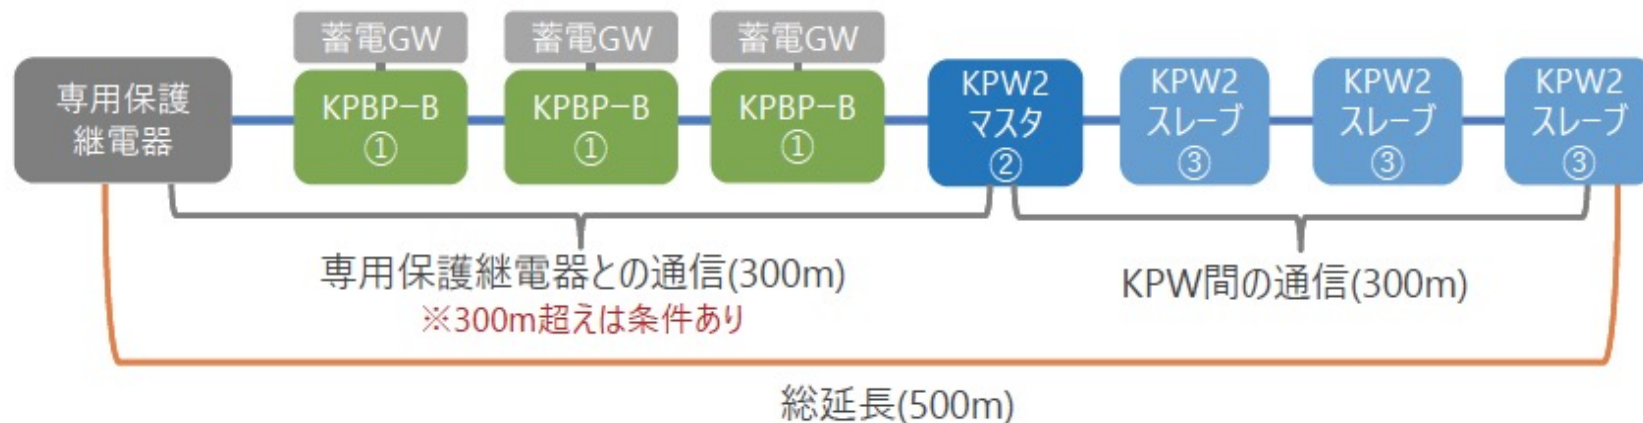 蓄電GW
蓄電GW
蓄電GW
専用保護
継電器
KPBP-B
①
KPBP-B
①
KPBP-B
①
KPW2
マスタ
②
KPW2
スレーブ
③
KPW2
スレーブ
③
KPW2
スレーブ
③
専用保護継電器との通信(300m)
※300m超えは条件あり
KPW間の通信(300m)
総延長(500m)